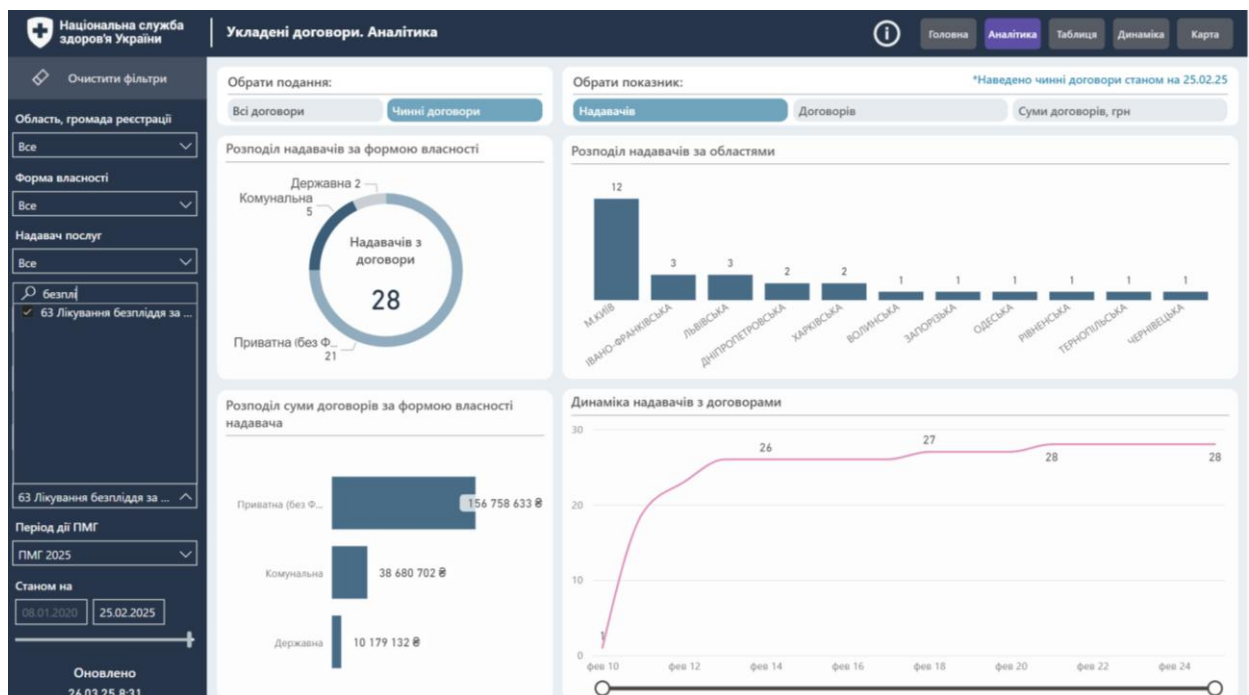 Національна служба
здоров'я України
Укладені договори. Аналітика
Головна
Аналітика
Таблиця
Динаміка
Карта
Очистити фільтри
Область, громада реєстрації
Все
Форма власності
Все
Надавач послуг
Все
безплі
63 Лікування безпліддя за ...
63 Лікування безпліддя за ...
Період дії ПМГ
ПМГ 2025
Станом на
08.01.2020
25.02.2025
Оновлено
26.03.25 8:31
Обрати подання:
Всі договори
Чинні договори
Обрати показник:
*Наведено чинні договори станом на 25.02.25
Надавачів
Договорів
Суми договорів, грн
Розподіл надавачів за формою власності
Державна 2
Комунальна
5
Надавачів з
договори
28
Приватна (без Ф...
21
Розподіл надавачів за областями
12
3
3
2
2
1
1
1
1
1
1
М.КИЇВ
ІВАНО-ФРАНКІВСЬКА
ЛЬВІВСЬКА
ДНІПРОПЕТРОВСЬКА
ХАРКІВСЬКА
ВОЛИНСЬКА
ЗАПОРІЗЬКА
ОДЕСЬКА
РІВНЕНСЬКА
ТЕРНОПІЛЬСЬКА
ЧЕРНІВЕЦЬКА
Розподіл суми договорів за формою власності
надавача
Приватна (без Ф...
156 758 633 ₴
Комунальна
38 680 702 ₴
Державна
10 179 132 ₴
Динаміка надавачів з договорами
30
20
10
0
1
26
27
28
28
фев 10
фев 12
фев 14
фев 16
фев 18
фев 20
фев 22
фев 24